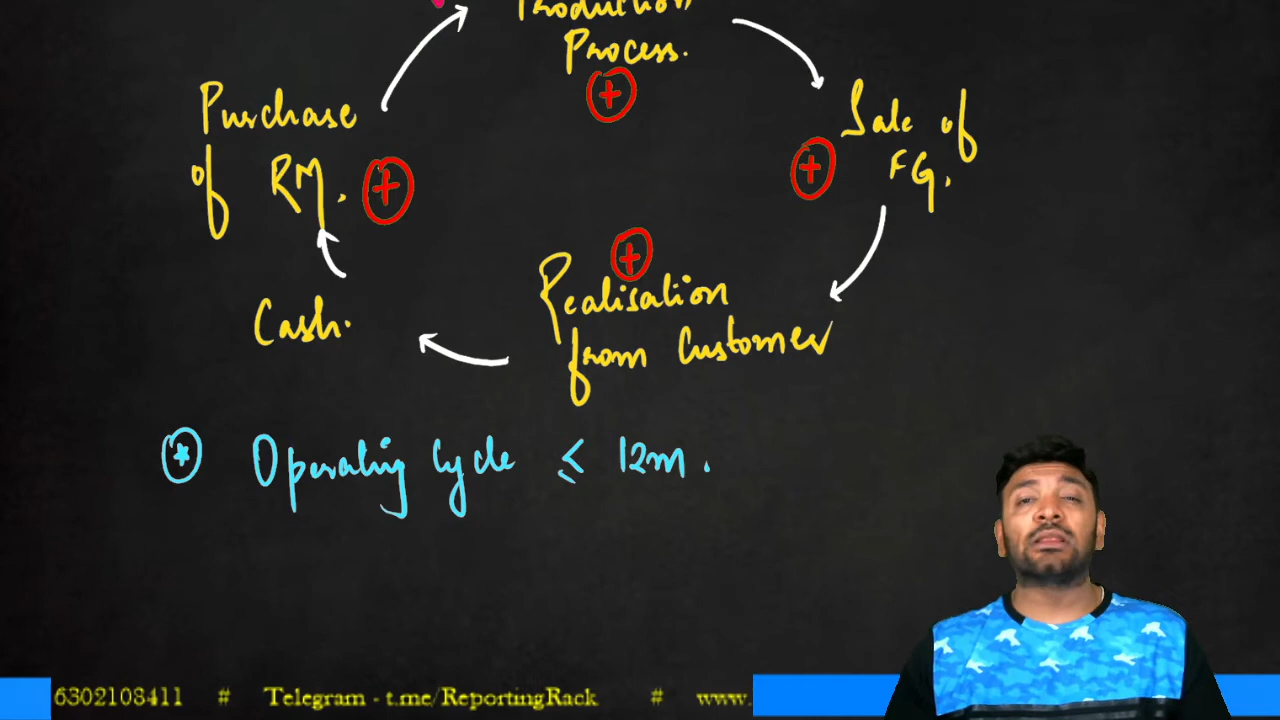 Production
Process.
+
Purchase
of RM. +
Sale of
FG.
+
+
Realisation
from Customer
Cash.
* Operating Cycle ≤ 12m.
6302108411 # Telegram - t.me/ReportingRack # www.